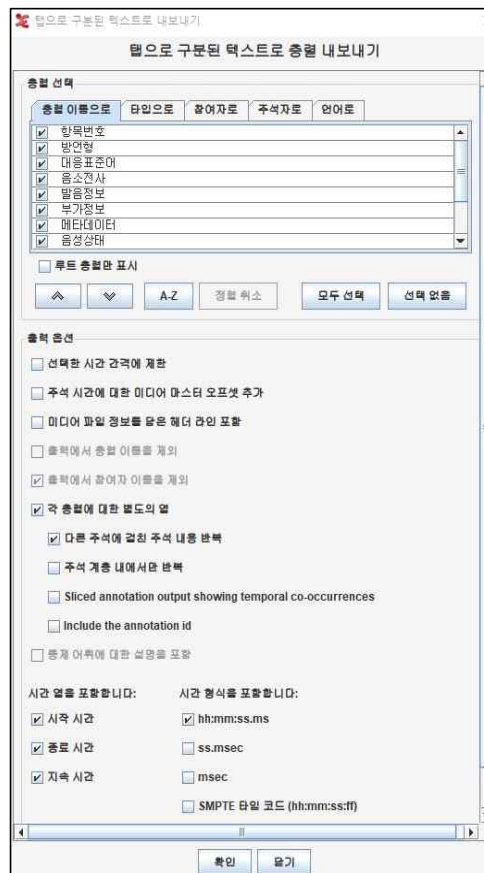 탭으로 구분된 텍스트로 내보내기
탭으로 구분된 텍스트로 층렬 내보내기
층렬 선택
층렬 이름으로 타입으로 참여자로 주석자로 언어로
항목번호
방언형
대응표준어
음소전사
발음정보
부가정보
메타데이터
음성상태
루트 층렬만 표시
A-Z 정렬 취소 모두 선택 선택 없음
출력 옵션
선택한 시간 간격에 제한
주석 시간에 대한 미디어 마스터 오프셋 추가
미디어 파일 정보를 담은 헤더 라인 포함
출력에서 층렬 이름을 제외
출력에서 참여자 이름을 제외
각 층렬에 대한 별도의 열
다른 주석에 걸친 주석 내용 반복
주석 계층 내에서만 반복
Sliced annotation output showing temporal co-occurrences
Include the annotation id
통제 어휘에 대한 설명을 포함
시간 열을 포함합니다: 시간 형식을 포함합니다:
시작 시간 hh:mm:ss.ms
종료 시간 ss.msec
지속 시간 msec
SMPTE 타임 코드 (hh:mm:ss:ff)
확인 닫기